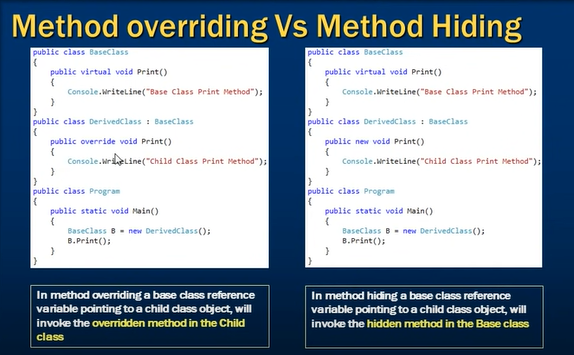 Method overriding Vs Method Hiding
public class BaseClass
{
public virtual void Print()
{
Console.WriteLine("Base Class Print Method");
}
}
public class DerivedClass : BaseClass
{
public override void Print()
{
Console.WriteLine("Child Class Print Method");
}
}
public class Program
{
public static void Main()
{
BaseClass B = new DerivedClass();
B.Print();
}
}
In method overriding a base class reference
variable pointing to a child class object, will
invoke the overridden method in the Child
class
public class BaseClass
{
public virtual void Print()
{
Console.WriteLine("Base Class Print Method");
}
}
public class DerivedClass : BaseClass
{
public new void Print()
{
Console.WriteLine("Child Class Print Method");
}
}
public class Program
{
public static void Main()
{
BaseClass B = new DerivedClass();
B.Print();
}
}
In method hiding a base class reference
variable pointing to a child class object, will
invoke the hidden method in the Base class